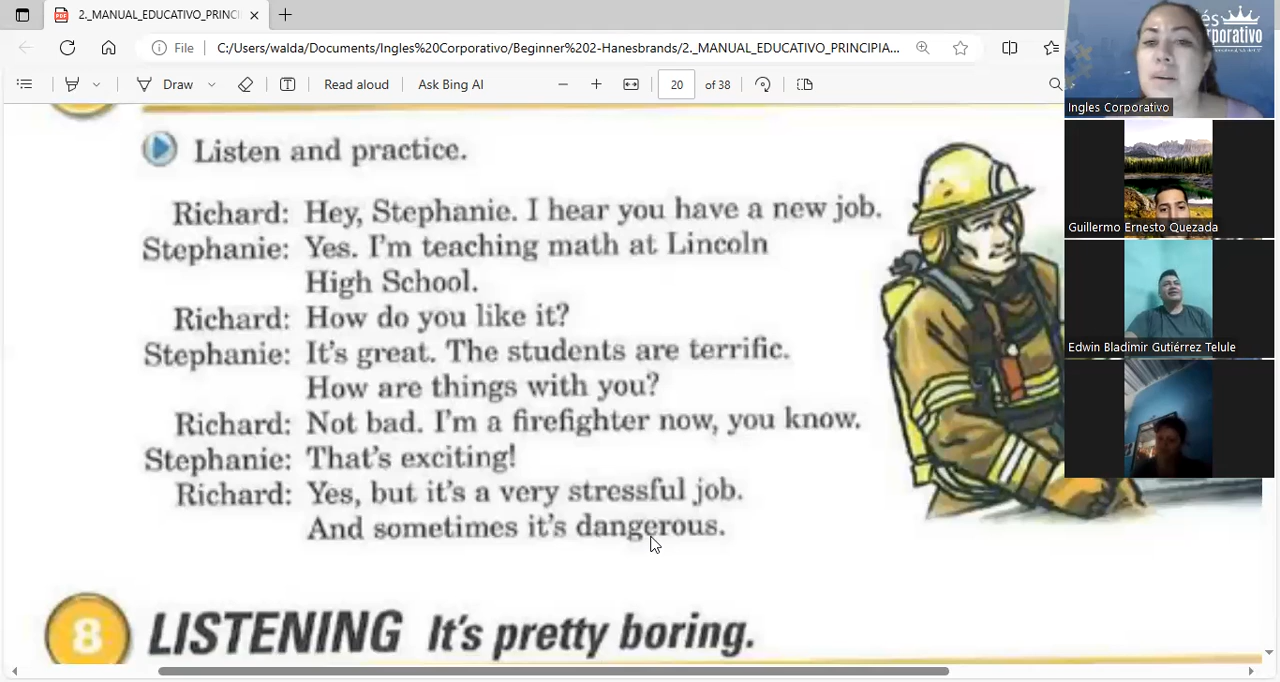 2._MANUAL_EDUCATIVO_PRINCI
File C:/Users/walda/Documents/Ingles%20Corporativo/Beginner%202-Hanesbrands/2._MANUAL_EDUCATIVO_PRINCIPIA...
Draw Read aloud Ask Bing AI 20 of 38
Ingles Corporativo
Listen and practice.
Richard: Hey, Stephanie. I hear you have a new job.
Stephanie: Yes. I'm teaching math at Lincoln
High School.
Richard: How do you like it?
Stephanie: It's great. The students are terrific.
How are things with you?
Richard: Not bad. I'm a firefighter now, you know.
Stephanie: That's exciting!
Richard: Yes, but it's a very stressful job.
And sometimes it's dangerous.
8 LISTENING It's pretty boring.
Guillermo Ernesto Quezada
Edwin Bladimir Gutiérrez Telule